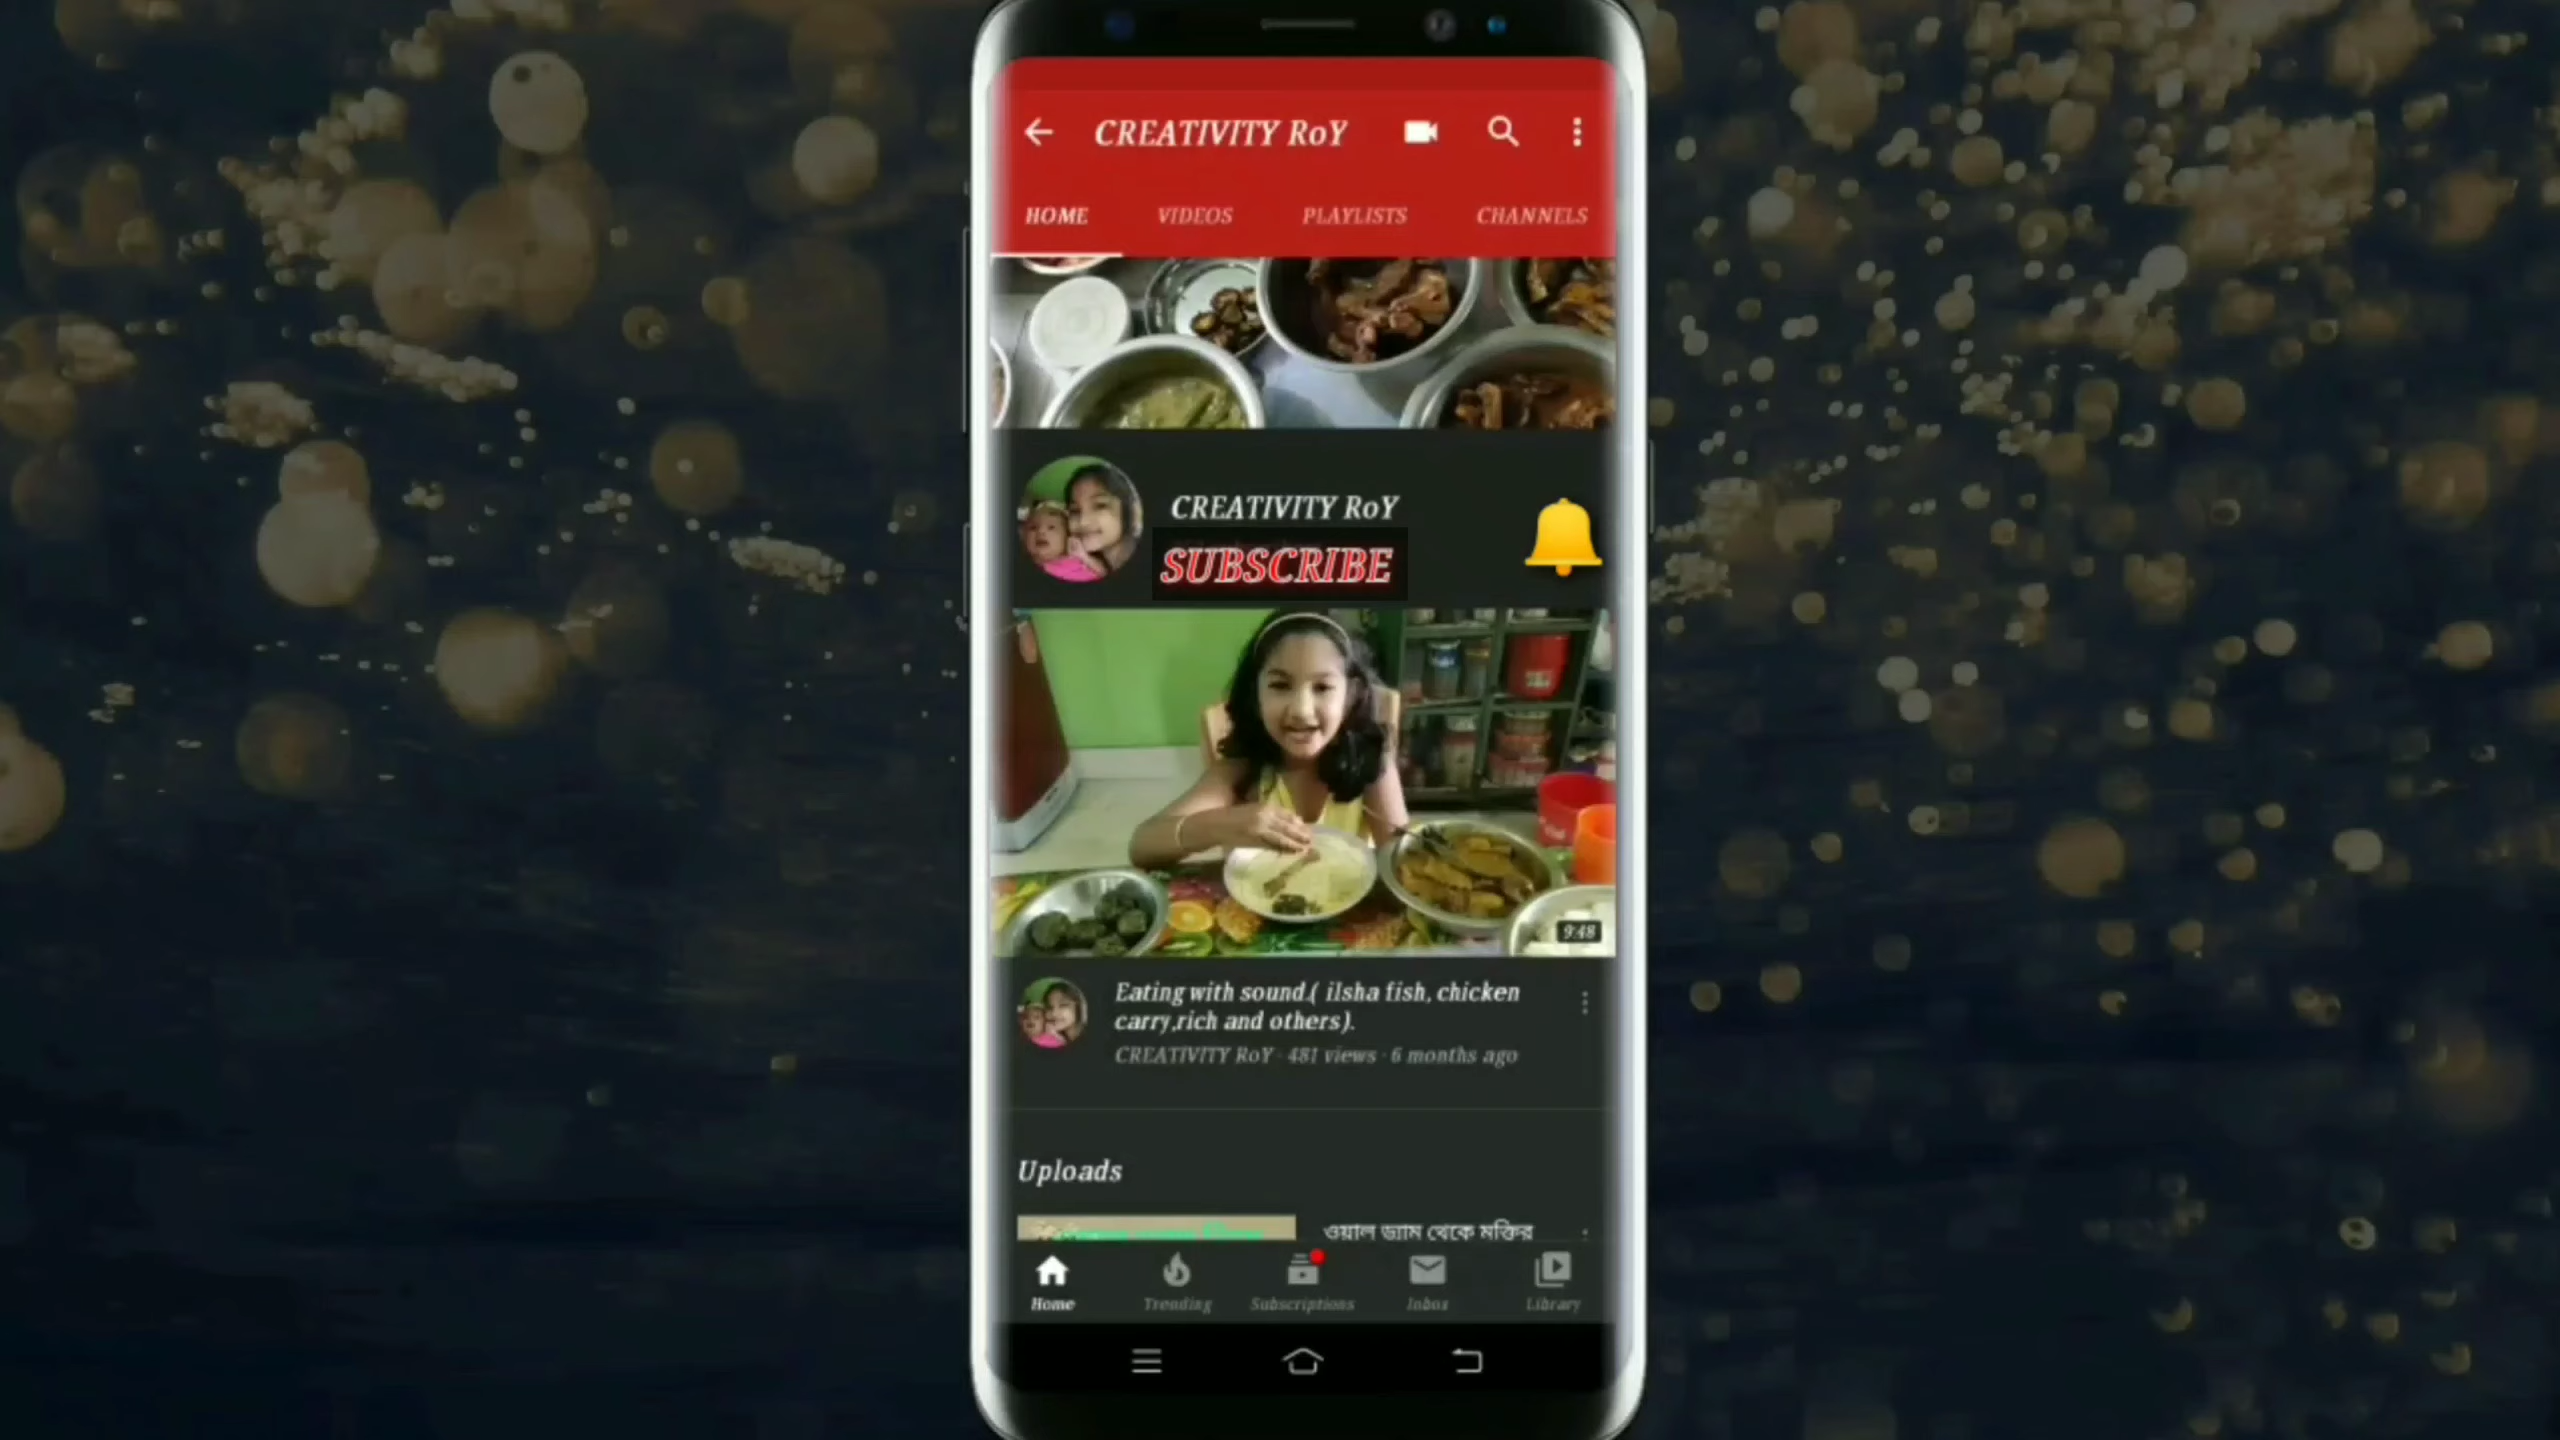 CREATIVITY RoY
HOME VIDEOS PLAYLISTS CHANNELS
CREATIVITY RoY
SUBSCRIBE
9:48
Eating with sound.( ilsha fish, chicken
carry,rich and others).
CREATIVITY RoY · 481 views · 6 months ago
Uploads
ওয়াল ড্যাম থেকে মুক্তির
Home Trending Subscriptions Inbox Library